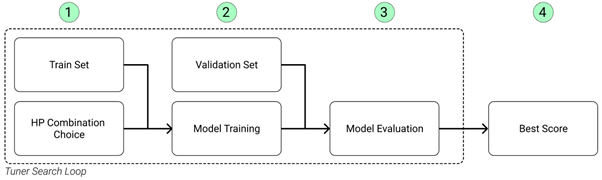 1
2
3
4
Train Set
Validation Set
HP Combination
Choice
Model Training
Model Evaluation
Best Score
Tuner Search Loop